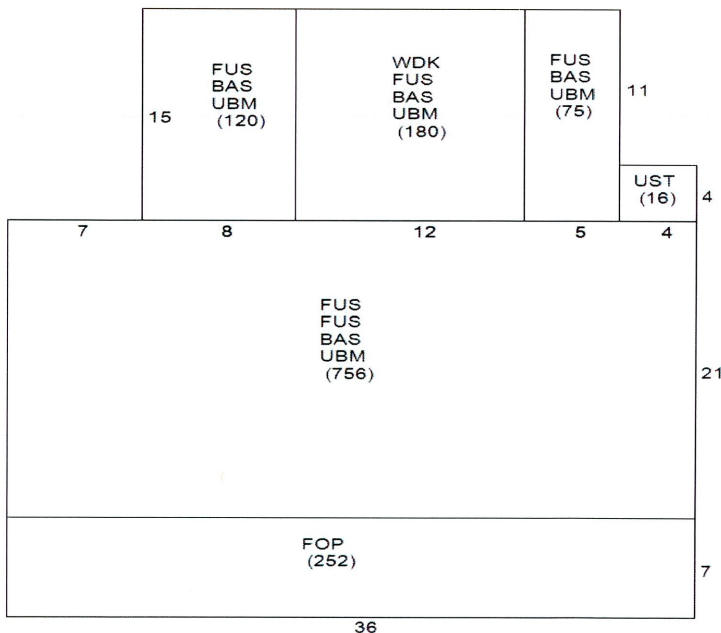 FUS
BAS
UBM
(120)
WDK
FUS
BAS
UBM
(180)
FUS
BAS
UBM
(75)
15
11
UST
(16)
4
7
8
12
5
4
FUS
FUS
BAS
UBM
(756)
21
FOP
(252)
7
36